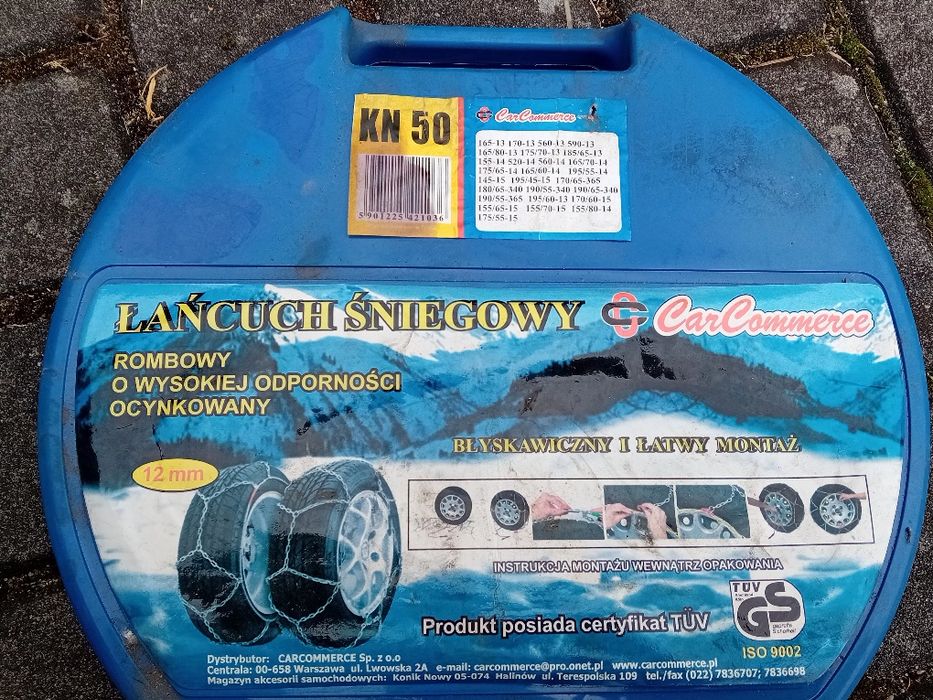 KN 50
5 901225 421036
CarCommerce
165-13 170-13 560-13 590-13
165/80-13 175/70-13 185/65-13
155-14 520-14 560-14 165/70-14
175/65-14 165/60-14 195/55-14
145-15 195/45-15 170/65-365
180/65-340 190/55-340 190/65-340
190/55-365 195/60-13 170/60-15
155/65-15 155/70-15 155/80-14
175/55-15
ŁAŃCUCH ŚNIEGOWY
CarCommerce
ROMBOWY
O WYSOKIEJ ODPORNOŚCI
OCYNKOWANY
BŁYSKAWICZNY I ŁATWY MONTAŻ
12 mm
INSTRUKCJA MONTAŻU WEWNĄTRZ OPAKOWANIA
TÜV
GS
geprüfte
Sicherheit
Produkt posiada certyfikat TÜV
ISO 9002
Dystrybutor: CARCOMMERCE Sp. z o.o
Centrala: 00-658 Warszawa ul. Lwowska 2A e-mail: carcommerce@pro.onet.pl www.carcommerce.pl
Magazyn akcesorii samochodowych: Konik Nowy 05-074 Halinów ul. Terespolska 109 tel./fax (022) 7836707; 7836698